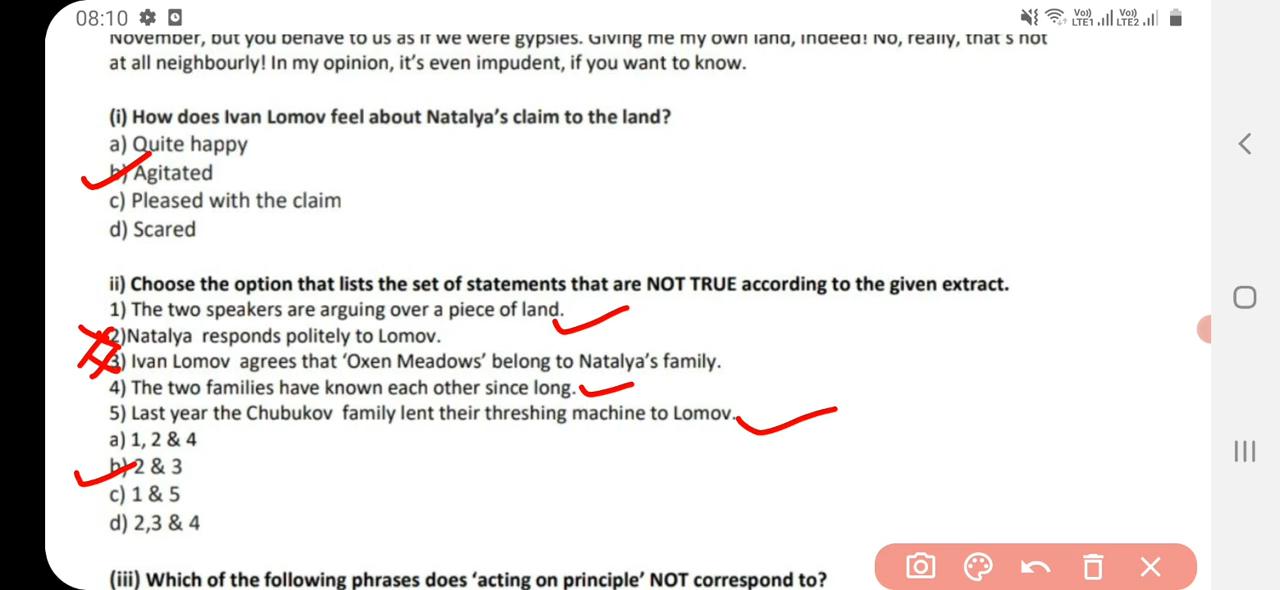 08:10
Vo)) LTE1 Vo)) LTE2
November, but you behave to us as if we were gypsies. Giving me my own land, indeed! No, really, that's not
at all neighbourly! In my opinion, it's even impudent, if you want to know.
(i) How does Ivan Lomov feel about Natalya's claim to the land?
a) Quite happy
b) Agitated
c) Pleased with the claim
d) Scared
ii) Choose the option that lists the set of statements that are NOT TRUE according to the given extract.
1) The two speakers are arguing over a piece of land.
2)Natalya responds politely to Lomov.
3) Ivan Lomov agrees that 'Oxen Meadows' belong to Natalya's family.
4) The two families have known each other since long.
5) Last year the Chubukov family lent their threshing machine to Lomov.
a) 1, 2 & 4
b) 2 & 3
c) 1 & 5
d) 2,3 & 4
(iii) Which of the following phrases does 'acting on principle' NOT correspond to?